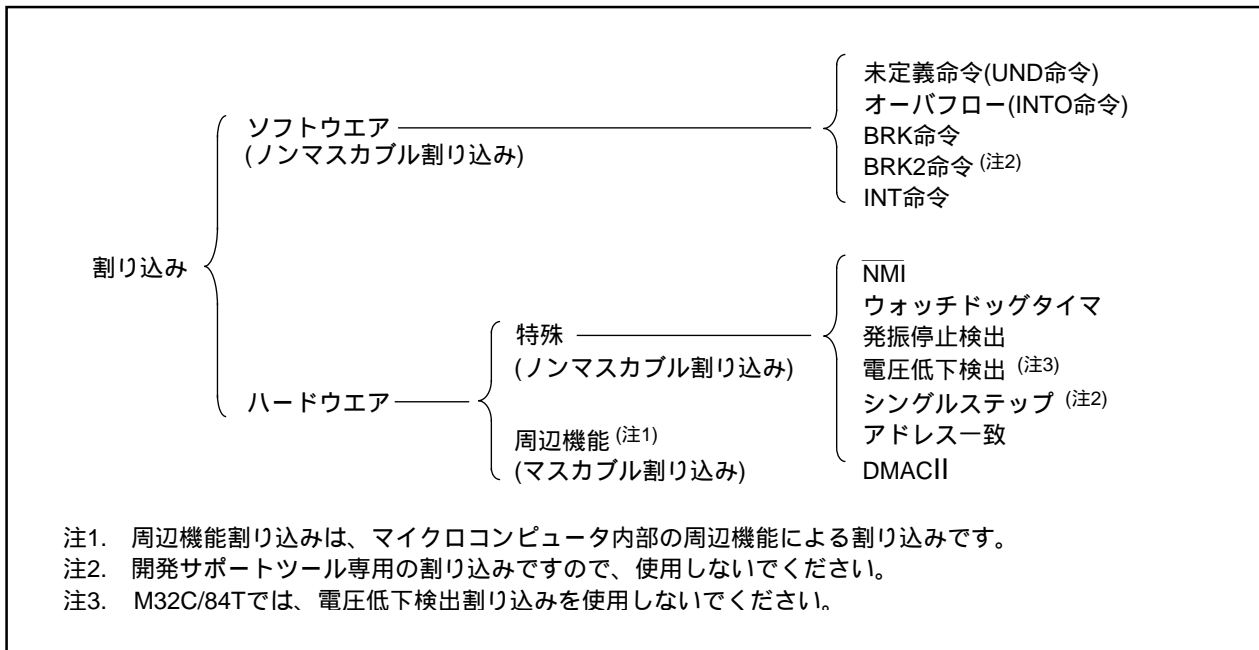 未定義命令(UND命令)
オーバフロー(INTO命令)
BRK命令
BRK2命令 (注2)
INT命令
ソフトウエア
(ノンマスカブル割り込み)
割り込み
NMI
ウォッチドッグタイマ
発振停止検出
電圧低下検出 (注3)
シングルステップ (注2)
アドレス一致
DMACII
特殊
(ノンマスカブル割り込み)
ハードウエア
周辺機能 (注1)
(マスカブル割り込み)
注1. 周辺機能割り込みは、マイクロコンピュータ内部の周辺機能による割り込みです。
注2. 開発サポートツール専用の割り込みですので、使用しないでください。
注3. M32C/84Tでは、電圧低下検出割り込みを使用しないでください。